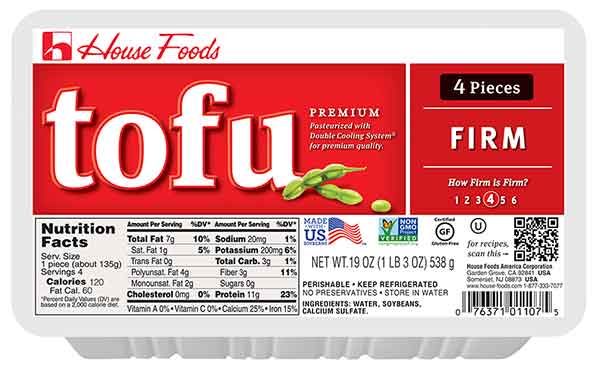 House Foods
tofu
PREMIUM
Pasteurized with
Double Cooling System®
for premium quality.
4 Pieces
FIRM
How Firm is Firm?
1 2 3 4 5 6
Nutrition
Facts
Serv. Size
1 piece (about 135g)
Servings 4
Calories 120
Fat Cal. 60
*Percent Daily Values (DV) are
based on a 2,000 calorie diet.
Amount Per Serving %DV* Amount Per Serving %DV*
Total Fat 7g 10% Sodium 20mg 1%
Sat. Fat 1g 5% Potassium 200mg 6%
Trans Fat 0g Total Carb. 3g 1%
Polyunsat. Fat 4g Fiber 3g 11%
Monounsat. Fat 2g Sugars 0g
Cholesterol 0mg 0% Protein 11g 23%
Vitamin A 0% • Vitamin C 0% • Calcium 25% • Iron 15%
MADE WITH
US
SOYBEANS
NON
GMO
Project
VERIFIED
Certified
GF
Gluten-Free
U
for recipes,
scan this
NET WT.19 OZ (1 LB 3 OZ) 538 g
PERISHABLE • KEEP REFRIGERATED
NO PRESERVATIVES • STORE IN WATER
INGREDIENTS: WATER, SOYBEANS,
CALCIUM SULFATE.
House Foods America Corporation
Garden Grove, CA 92841 USA
Somerset, NJ 08873 USA
www.house-foods.com 1-877-333-7077
0 76371 01107 5